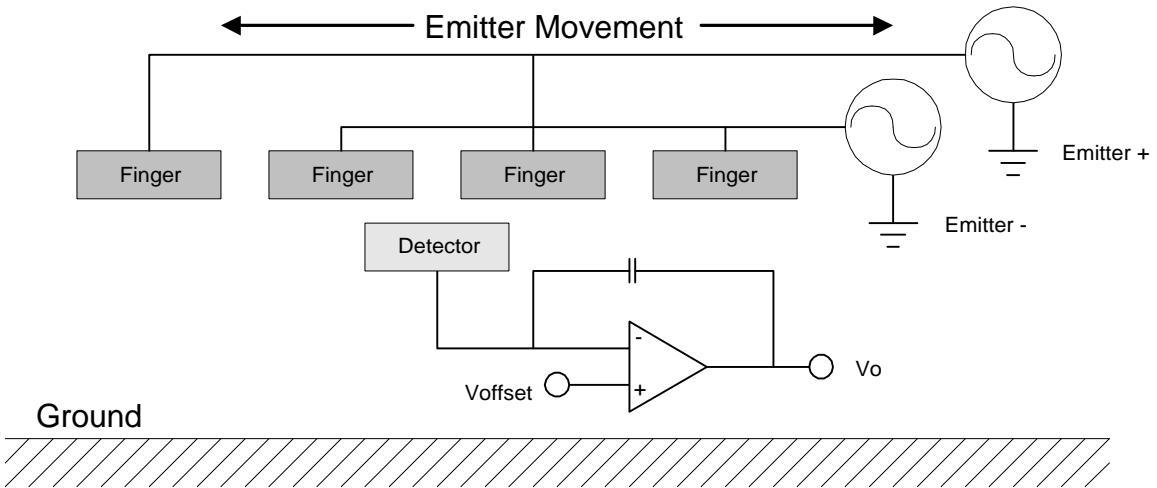 Emitter Movement
Emitter +
Finger Finger Finger Finger
Emitter -
Detector
-
+
Voffset
Vo
Ground